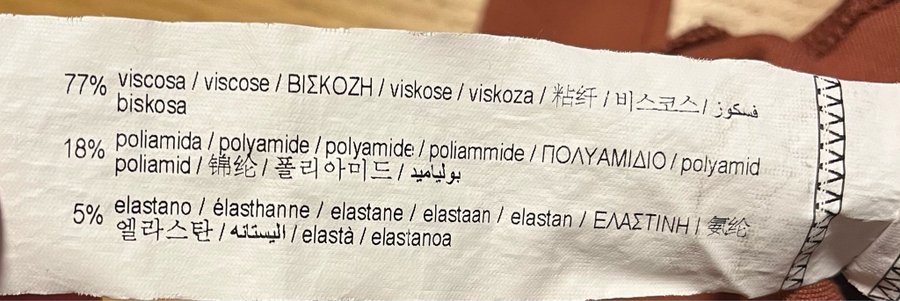 77% viscosa / viscose / ΒΙΣΚΟΖΗ / viskose / viskoza / 粘纤 / 비스코스 / فسكوز
biskosa
18% poliamida / polyamide / polyamide / poliammide / ΠΟΛΥΑΜΙΔΙΟ / polyamid
poliamid / 锦纶 / 폴리아미드 / بولياميد
5% elastano / élasthanne / elastane / elastaan / elastan / ΕΛΑΣΤΙΝΗ / 氨纶
엘라스탄 / اليستانه / elastà / elastanoa